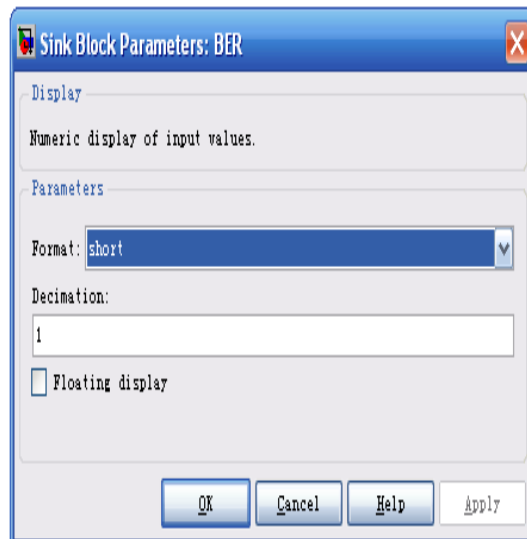 Sink Block Parameters: BER
Display
Numeric display of input values.
Parameters
Format: short
Decimation:
1
Floating display
OK Cancel Help Apply